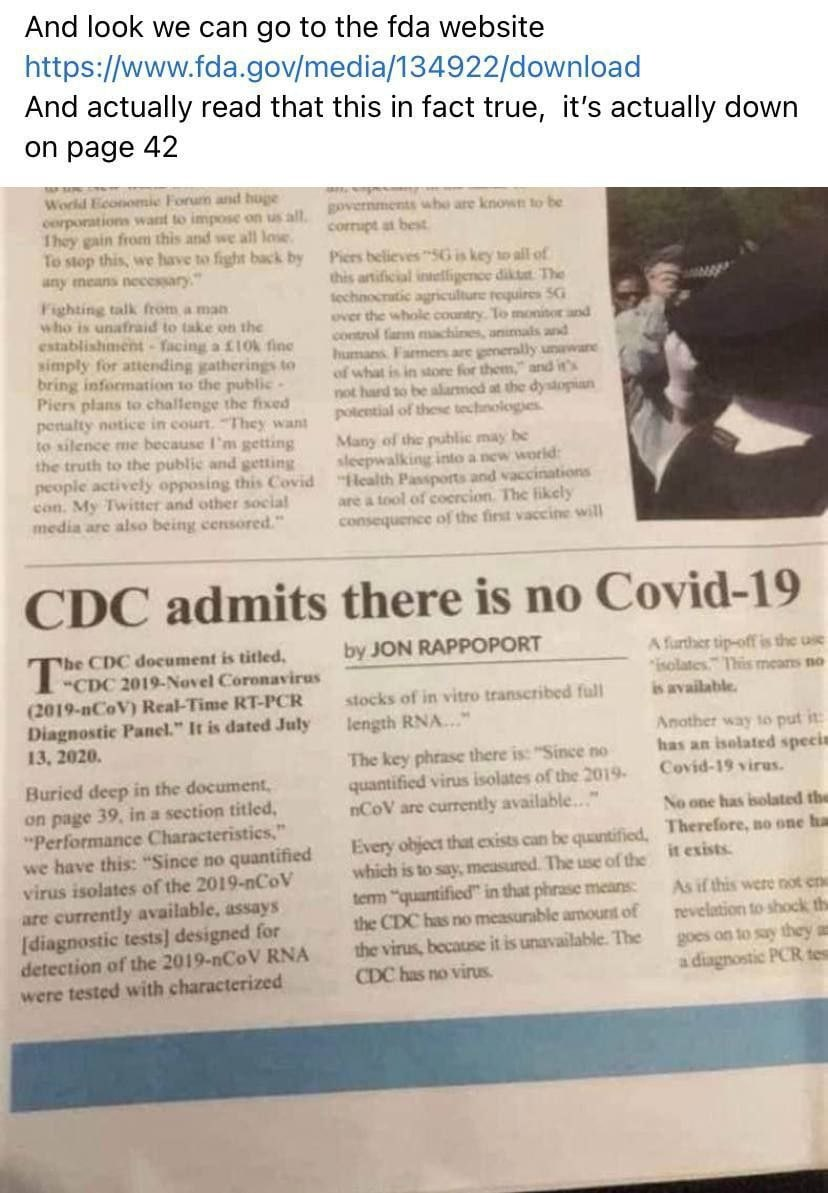 And look we can go to the fda website
https://www.fda.gov/media/134922/download
And actually read that this in fact true, it's actually down
on page 42
World Economic Forum and huge
corporations want to impose on us all.
They gain from this and we all lose.
To stop this, we have to fight back by
any means necessary."
Fighting talk from a man
who is unafraid to take on the
establishment - facing a £10k fine
simply for attending gatherings to
bring information to the public -
Piers plans to challenge the fixed
penalty notice in court. "They want
to silence me because I'm getting
the truth to the public and getting
people actively opposing this Covid
con. My Twitter and other social
media are also being censored."
governments who are known to be
corrupt at best.
Piers believes "5G is key to all of
this artificial intelligence diktat. The
technocratic agriculture requires 5G
over the whole country. To monitor and
control farm machines, animals and
humans. Farmers are generally unaware
of what is in store for them," and it's
not hard to be alarmed at the dystopian
potential of these technologies.
Many of the public may be
sleepwalking into a new world:
"Health Passports and vaccinations
are a tool of coercion. The likely
consequence of the first vaccine will
CDC admits there is no Covid-19
The CDC document is titled,
"CDC 2019-Novel Coronavirus
(2019-nCoV) Real-Time RT-PCR
Diagnostic Panel." It is dated July
13, 2020.
Buried deep in the document,
on page 39, in a section titled,
"Performance Characteristics,"
we have this: "Since no quantified
virus isolates of the 2019-nCoV
are currently available, assays
[diagnostic tests] designed for
detection of the 2019-nCoV RNA
were tested with characterized
by JON RAPPOPORT
stocks of in vitro transcribed full
length RNA..."
The key phrase there is: "Since no
quantified virus isolates of the 2019-
nCoV are currently available..."
Every object that exists can be quantified,
which is to say, measured. The use of the
term "quantified" in that phrase means:
the CDC has no measurable amount of
the virus, because it is unavailable. The
CDC has no virus.
A further tip-off is the use
"isolates." This means no
is available.
Another way to put it:
has an isolated
Covid-19 virus.
No one has isolated the
Therefore, no one
it exists.
As if this were not
revelation to shock
goes on to say they
a diagnostic PCR